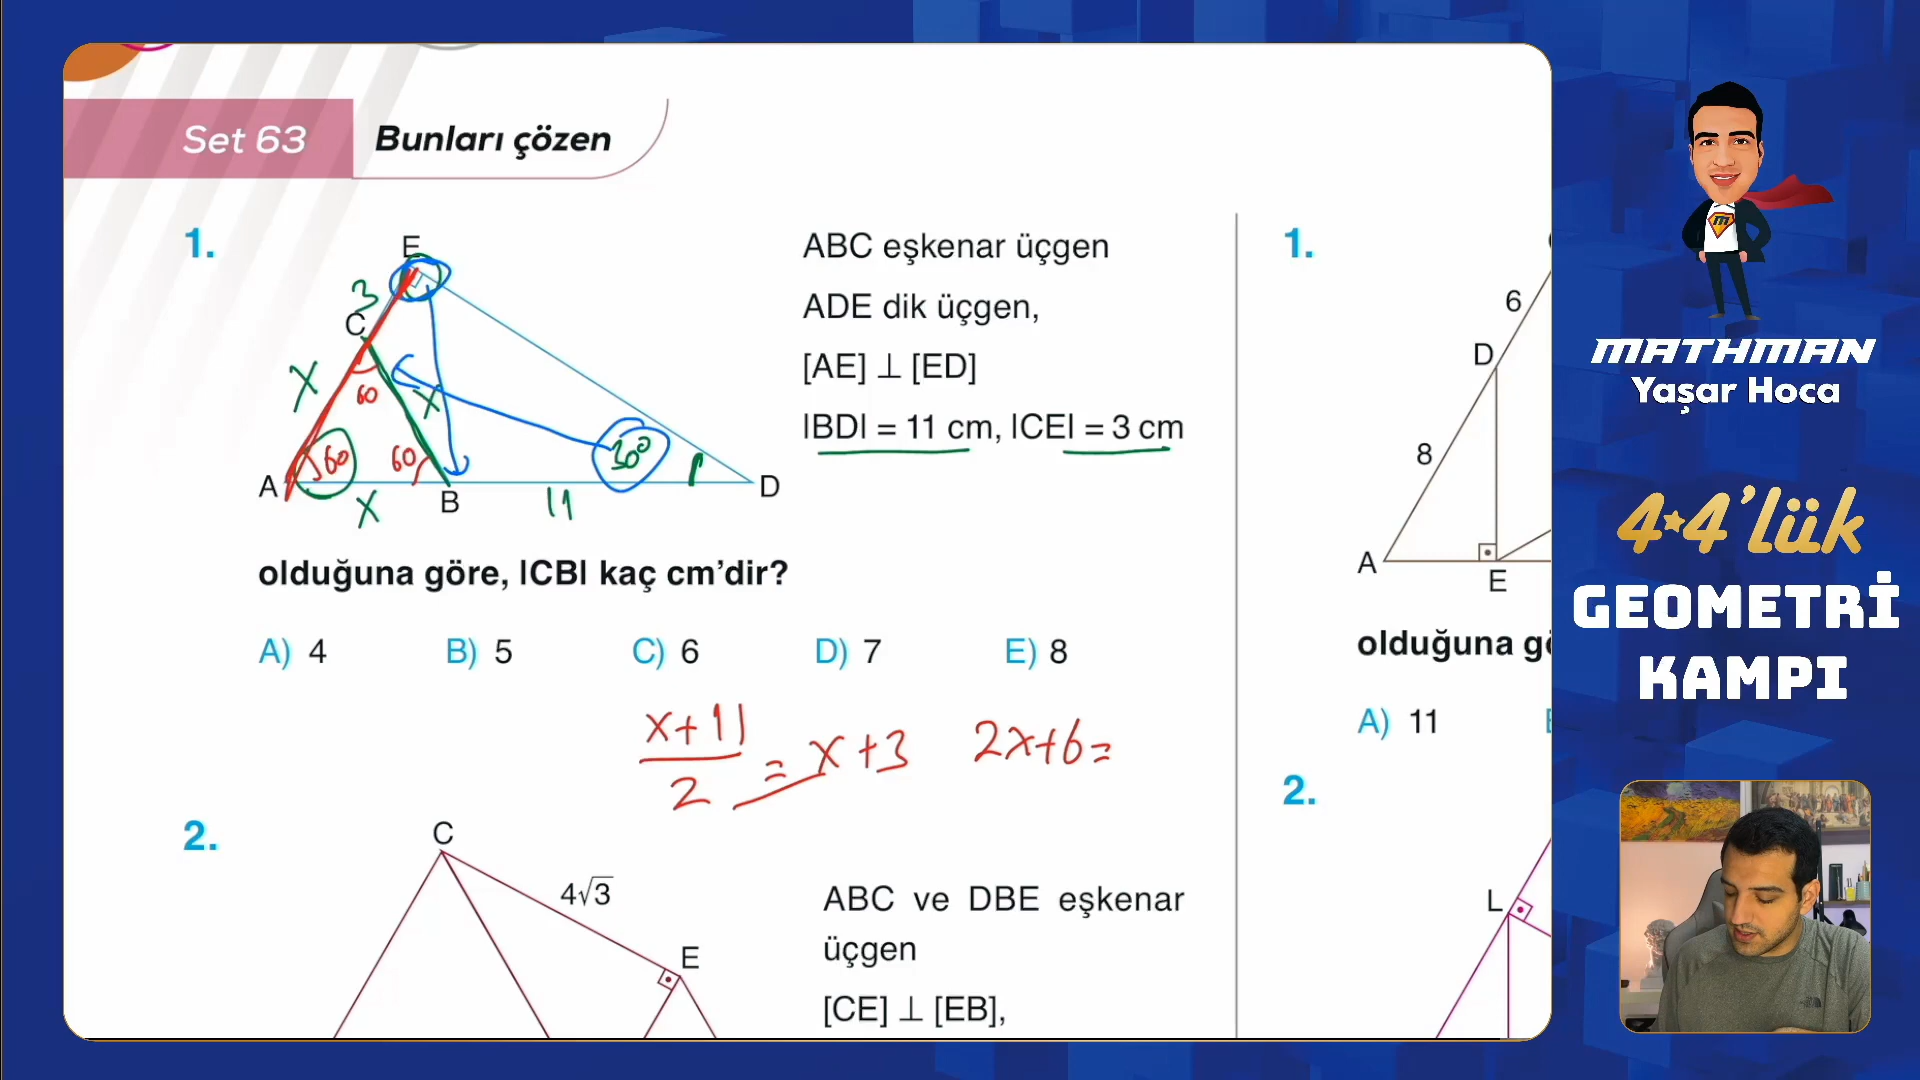 Set 63
Bunları çözen
1.
E
3
C
X
60
X
A
60
60
30°
D
X
B
11
ABC eşkenar üçgen
ADE dik üçgen,
[AE] ⊥ [ED]
|BD| = 11 cm, |CE| = 3 cm
olduğuna göre, |CB| kaç cm’dir?
A) 4 B) 5 C) 6 D) 7 E) 8
x+11
2
= x+3
2x+6=
2.
C
4√3
E
ABC ve DBE eşkenar
üçgen
[CE] ⊥ [EB],
1.
6
D
8
A
E
A) 11
2.
L
MATHMAN
Yaşar Hoca
4★4’lük
GEOMETRİ
KAMPI